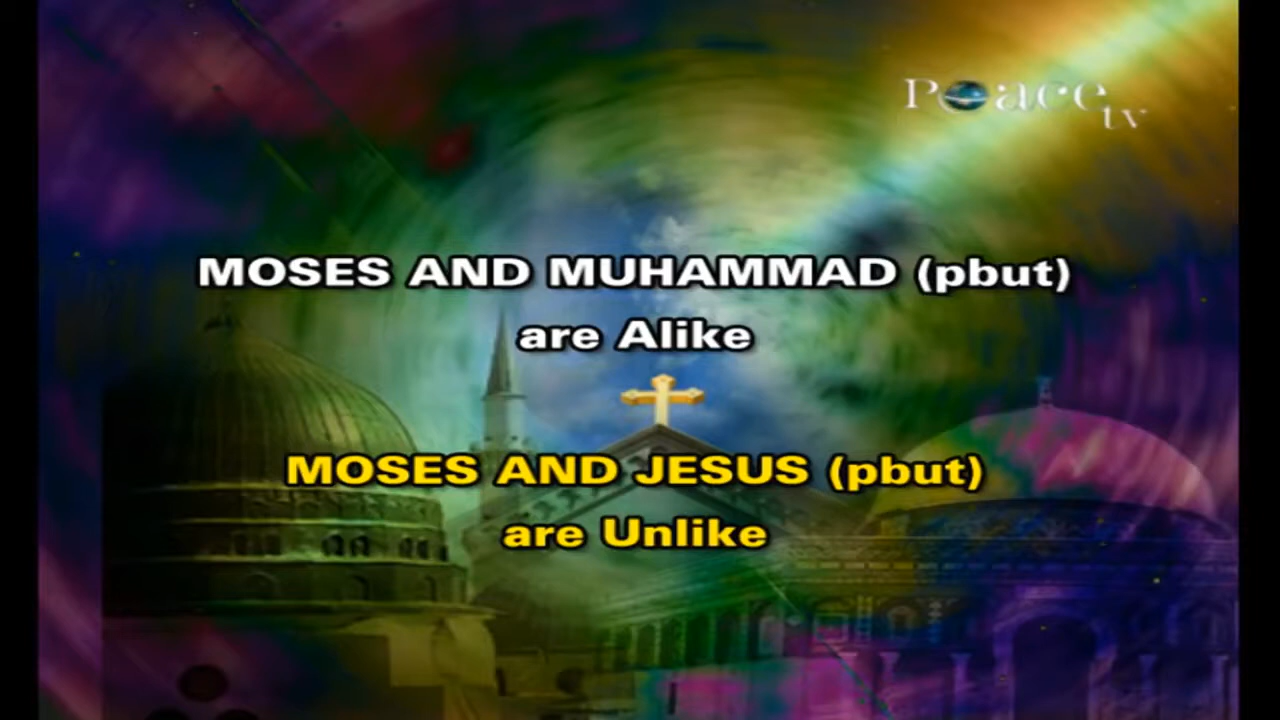 Peace
tv
MOSES AND MUHAMMAD (pbut)
are Alike
MOSES AND JESUS (pbut)
are Unlike